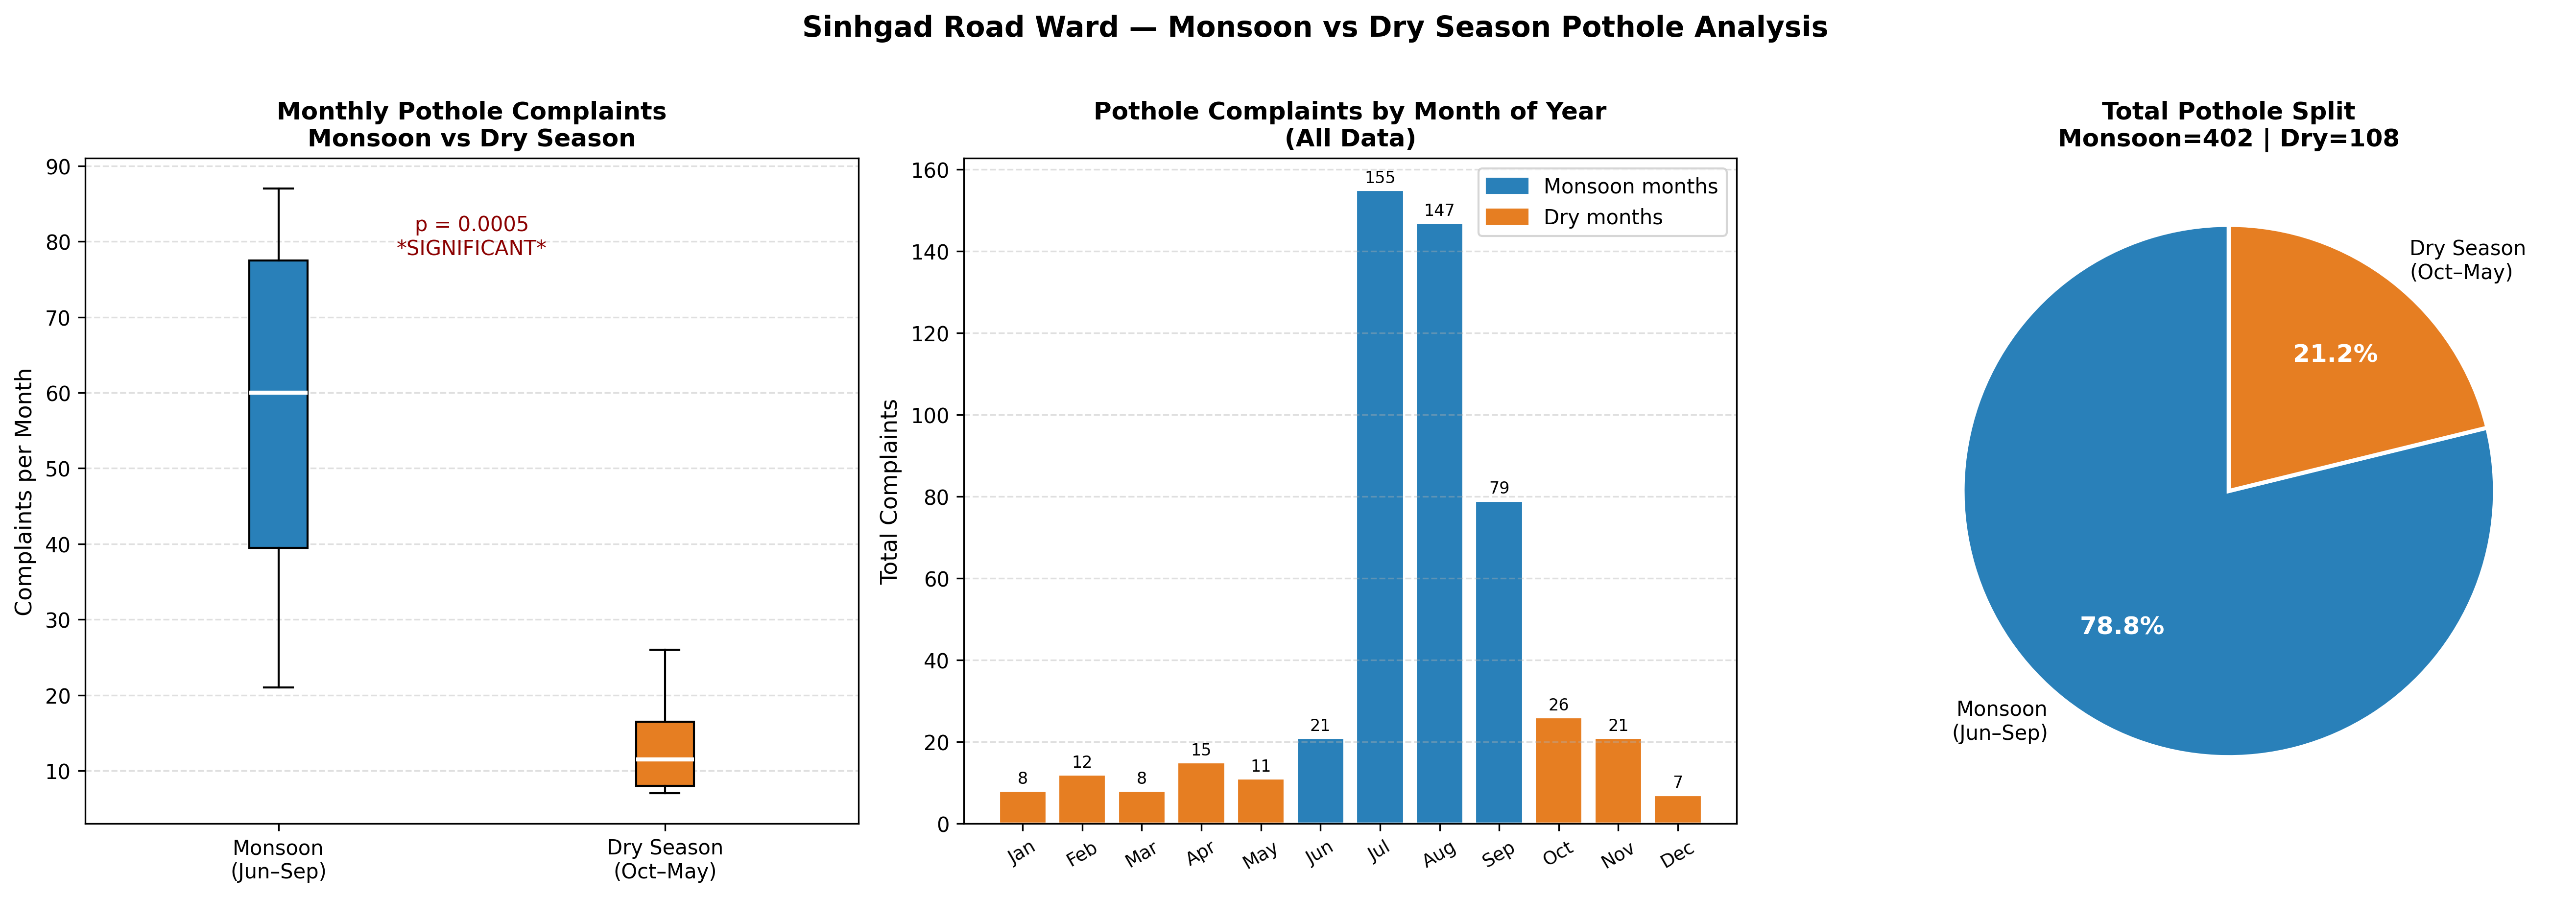 Sinhgad Road Ward — Monsoon vs Dry Season Pothole Analysis
Monthly Pothole Complaints
Monsoon vs Dry Season
Complaints per Month
90
80
70
60
50
40
30
20
10
p = 0.0005
*SIGNIFICANT*
Monsoon
(Jun–Sep)
Dry Season
(Oct–May)
Pothole Complaints by Month of Year
(All Data)
Total Complaints
160
140
120
100
80
60
40
20
0
Monsoon months
Dry months
8
12
8
15
11
21
155
147
79
26
21
7
Jan
Feb
Mar
Apr
May
Jun
Jul
Aug
Sep
Oct
Nov
Dec
Total Pothole Split
Monsoon=402 | Dry=108
Dry Season
(Oct–May)
21.2%
78.8%
Monsoon
(Jun–Sep)